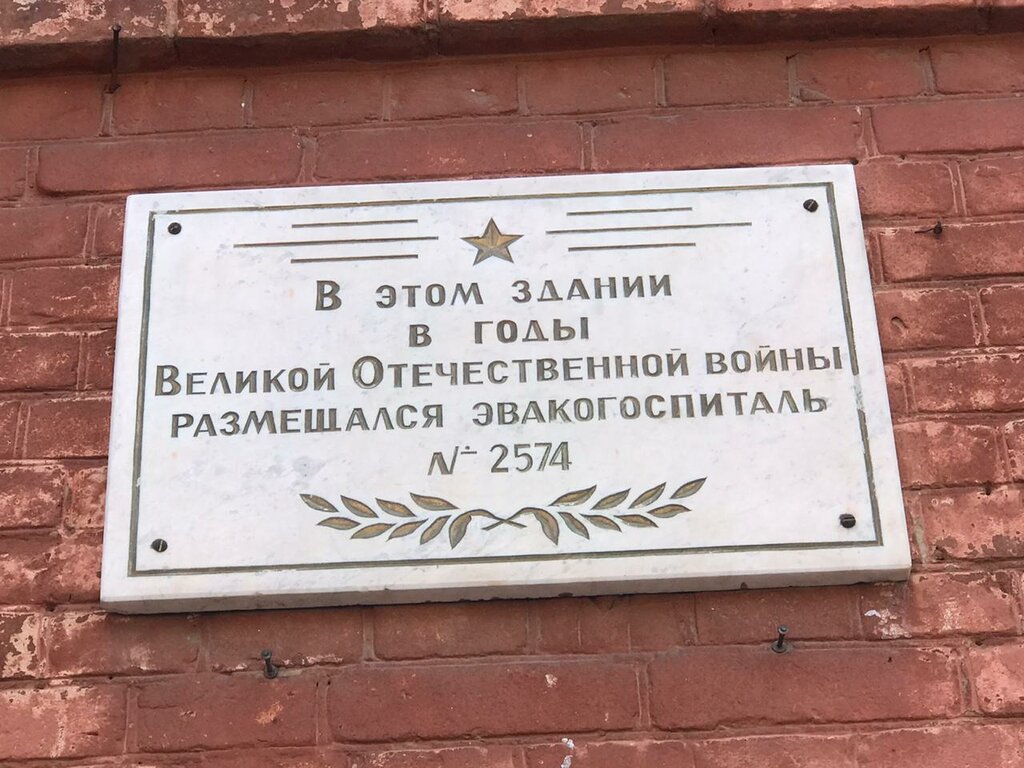 В этом здании
в годы
Великой Отечественной войны
размещался эвакогоспиталь
№ 2574